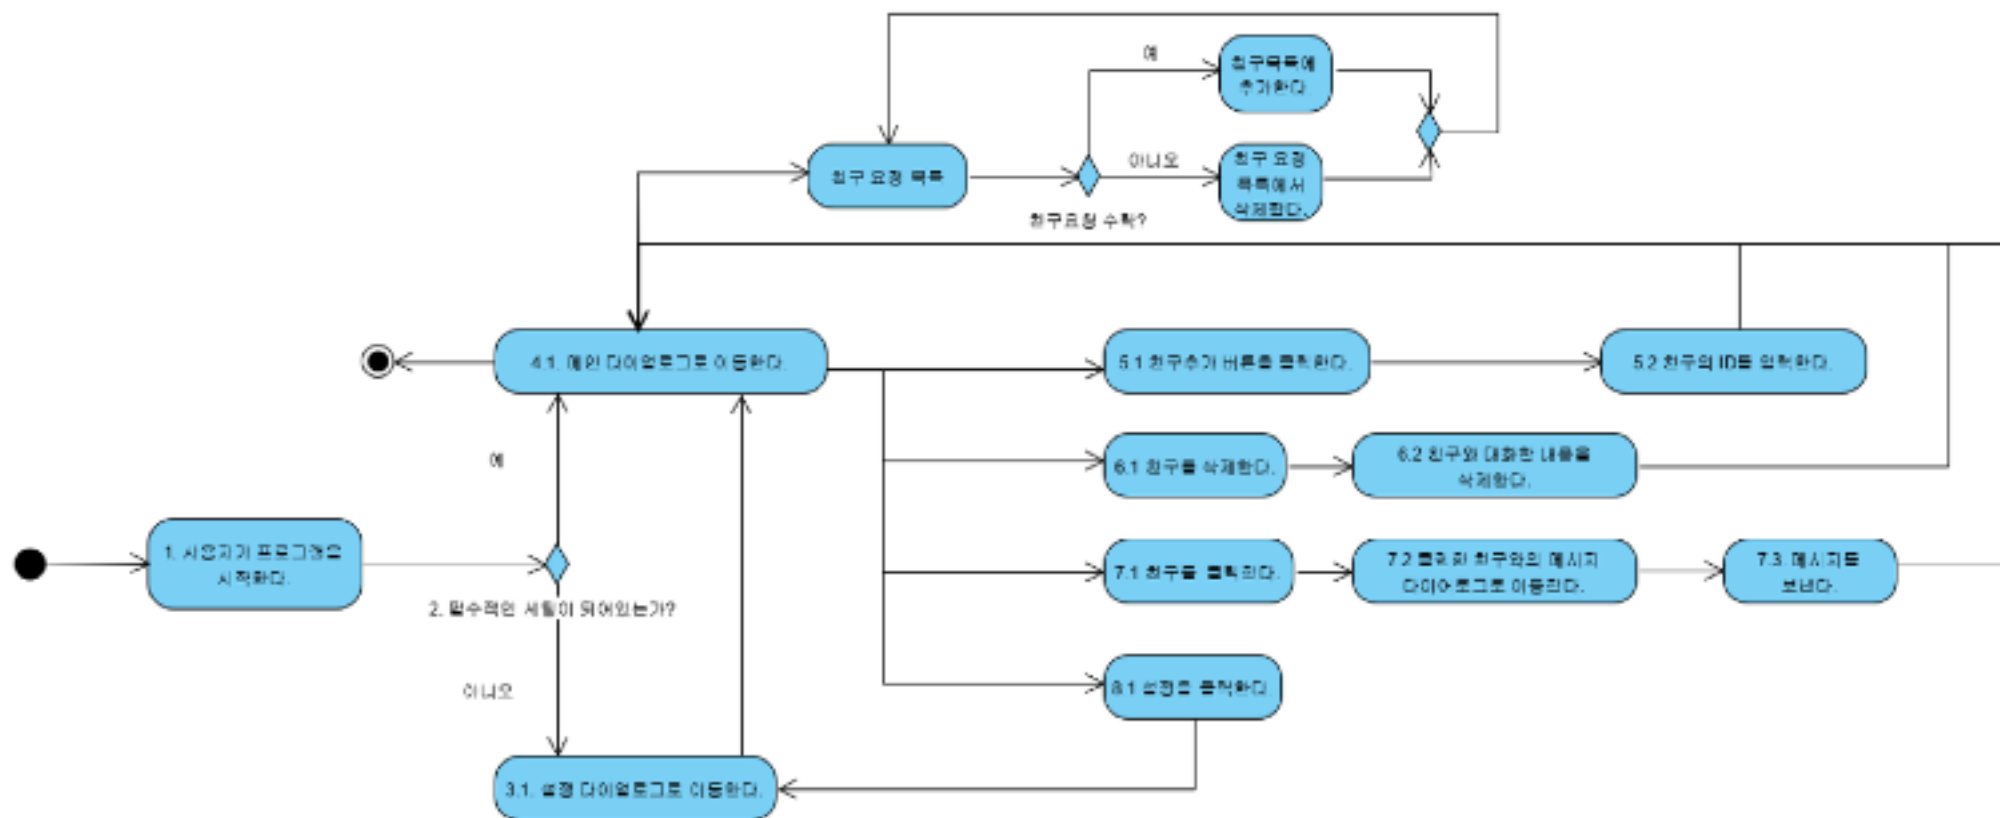 예
친구목록에
추가한다.
친구 요청 목록
아니오
친구 요청
목록에서
삭제한다.
친구요청 수락?
4.1. 메인 다이얼로그로 이동한다.
5.1 친구추가 버튼을 클릭한다.
5.2 친구의 ID를 입력한다.
예
6.1 친구를 삭제한다.
6.2 친구와 대화한 내용을
삭제한다.
1. 사용자가 프로그램을
시작한다.
2. 필수적인 세팅이 되어있는가?
7.1 친구를 클릭한다.
7.2 클릭한 친구와의 메시지
다이어로그로 이동한다.
7.3. 메시지를
보낸다.
아니오
8.1 설정을 클릭한다.
3.1. 설정 다이얼로그로 이동한다.